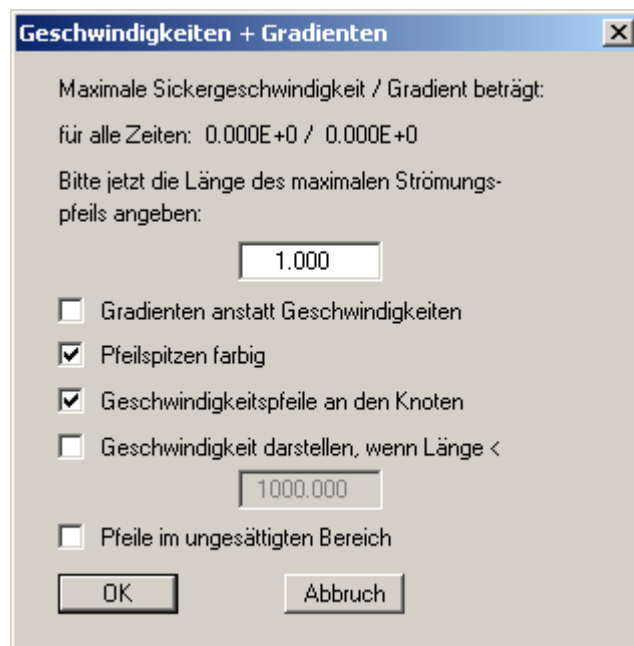 Geschwindigkeiten + Gradienten
Maximale Sickergeschwindigkeit / Gradient beträgt:
für alle Zeiten: 0.000E+0 / 0.000E+0
Bitte jetzt die Länge des maximalen Strömungs-
pfeils angeben:
1.000
Gradienten anstatt Geschwindigkeiten
Pfeilspitzen farbig
Geschwindigkeitspfeile an den Knoten
Geschwindigkeit darstellen, wenn Länge <
1000.000
Pfeile im ungesättigten Bereich
OK Abbruch